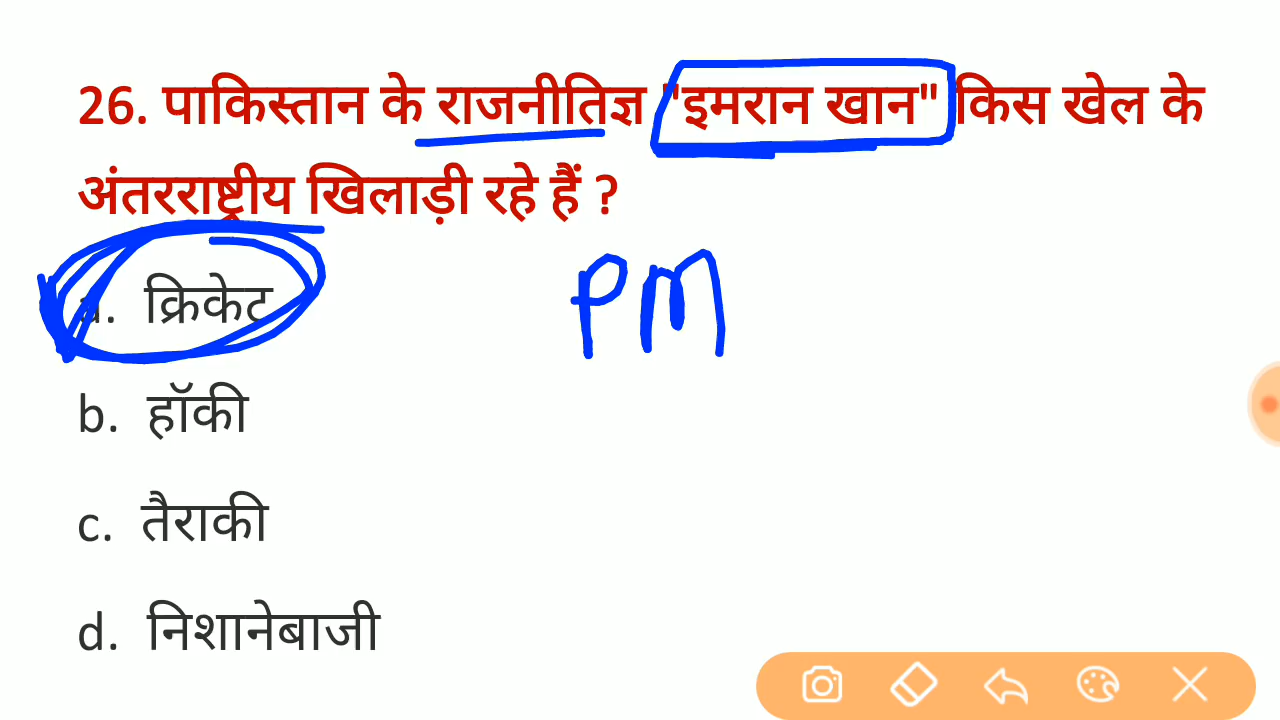 26. पाकिस्तान के राजनीतिज्ञ "इमरान खान" किस खेल के
अंतरराष्ट्रीय खिलाड़ी रहे हैं ?
a. क्रिकेट
PM
b. हॉकी
c. तैराकी
d. निशानेबाजी